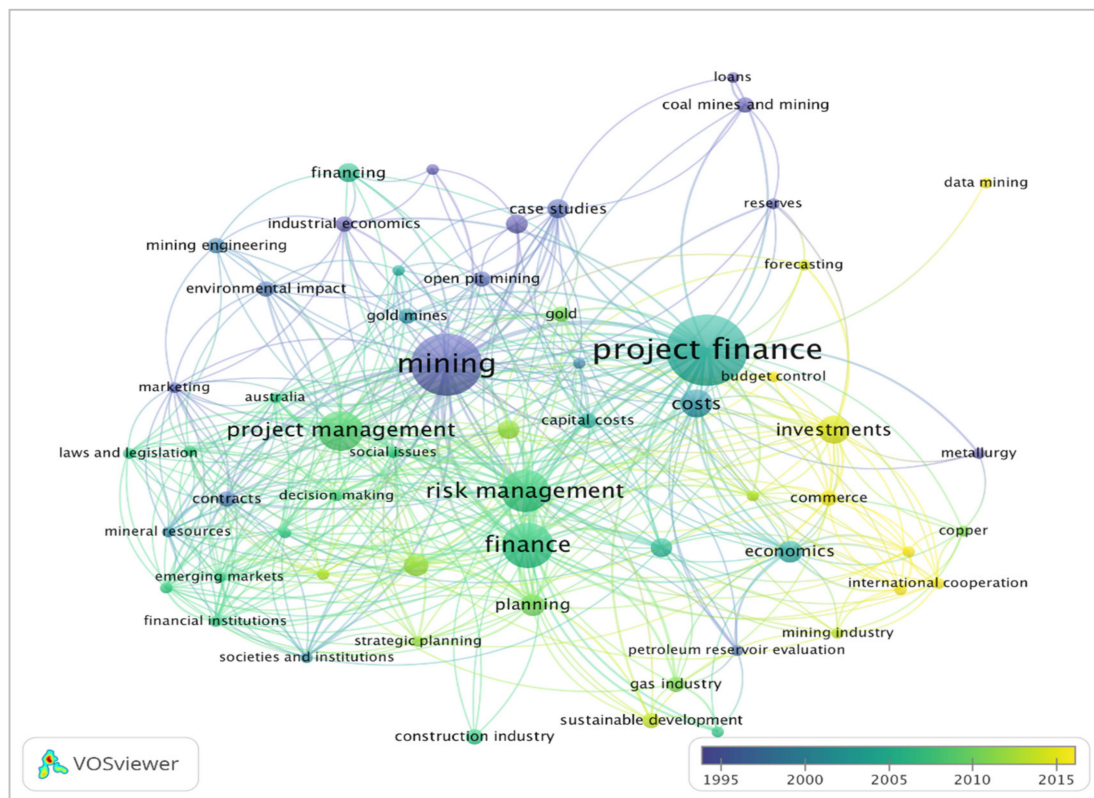 loans
coal mines and mining
financing
data mining
case studies
reserves
industrial economics
mining engineering
open pit mining
forecasting
environmental impact
gold mines
gold
project finance
mining
budget control
marketing
australia
costs
capital costs
project management
investments
laws and legislation
social issues
metallurgy
risk management
decision making
contracts
commerce
mineral resources
copper
finance
economics
emerging markets
international cooperation
planning
financial institutions
mining industry
strategic planning
societies and institutions
petroleum reservoir evaluation
gas industry
sustainable development
construction industry
VOSviewer
1995 2000 2005 2010 2015